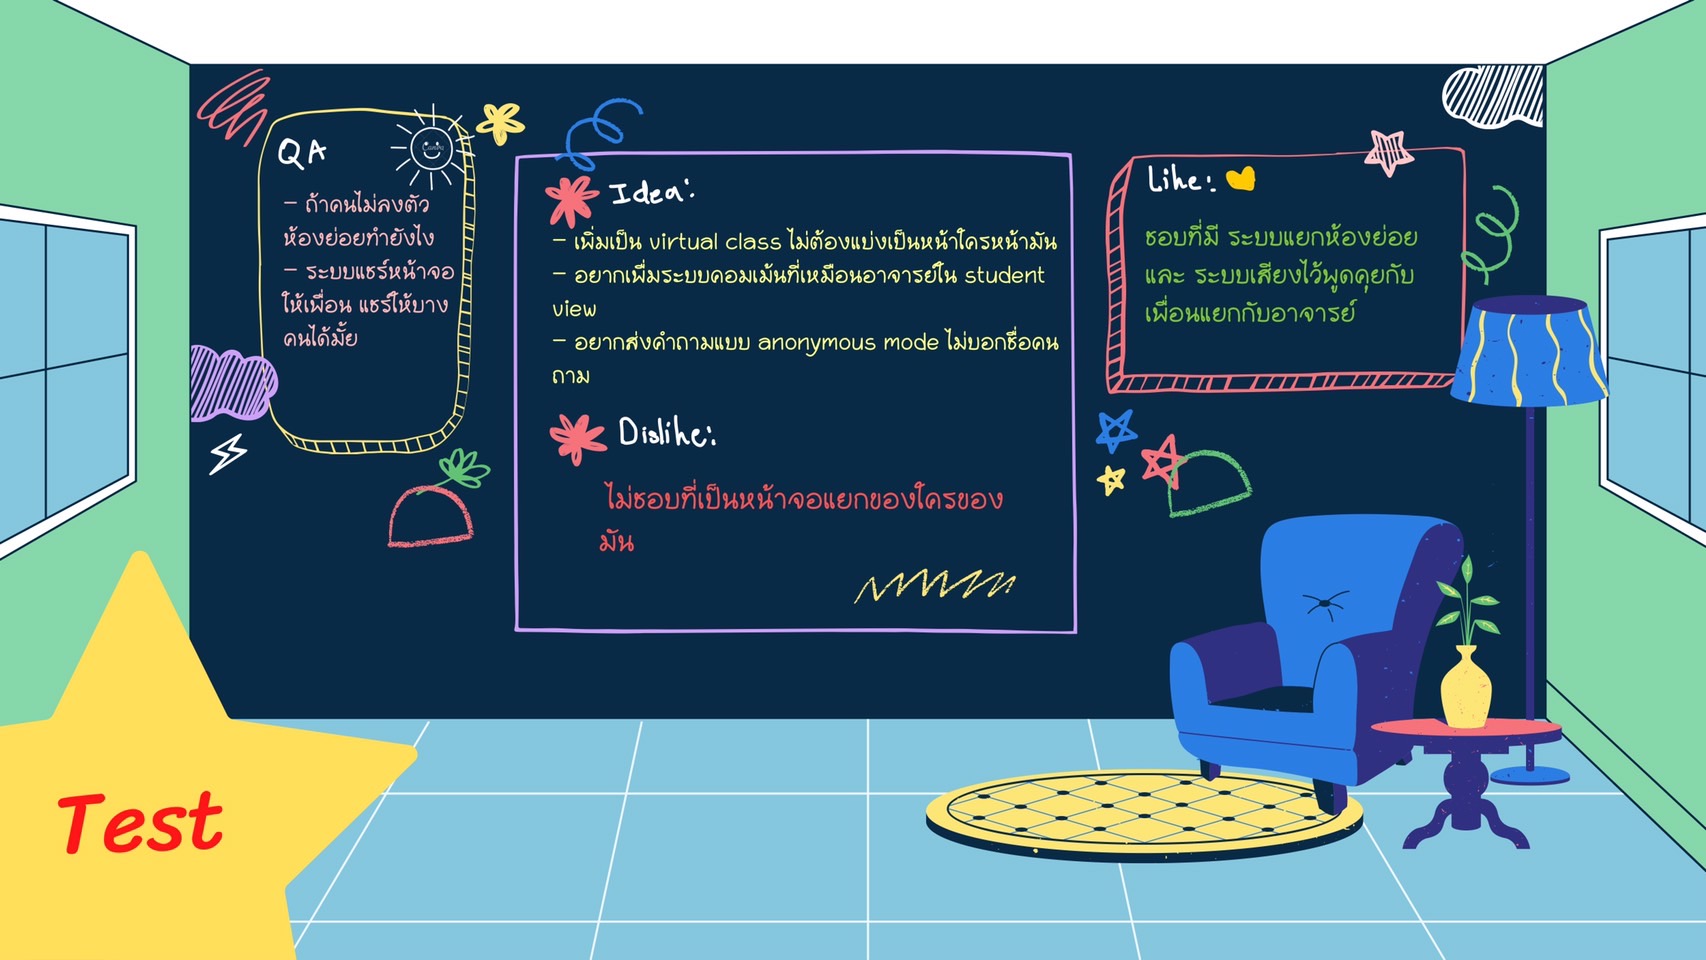 QA
- ถ้าคนไม่ลงตัว
ห้องย่อยทำยังไง
- ระบบแชร์หน้าจอ
ให้เพื่อน แชร์ให้บาง
คนได้มั้ย
Idea:
- เพิ่มเป็น virtual class ไม่ต้องแบ่งเป็นหน้าใครหน้ามัน
- อยากเพิ่มระบบคอมเม้นที่เหมือนอาจารย์ใน student
view
- อยากส่งคำถามแบบ anonymous mode ไม่บอกชื่อคน
ถาม
Dislike:
ไม่ชอบที่เป็นหน้าจอแยกของใครของ
มัน
Like:
ชอบที่มี ระบบแยกห้องย่อย
และ ระบบเสียงไว้พูดคุยกับ
เพื่อนแยกกับอาจารย์
Test